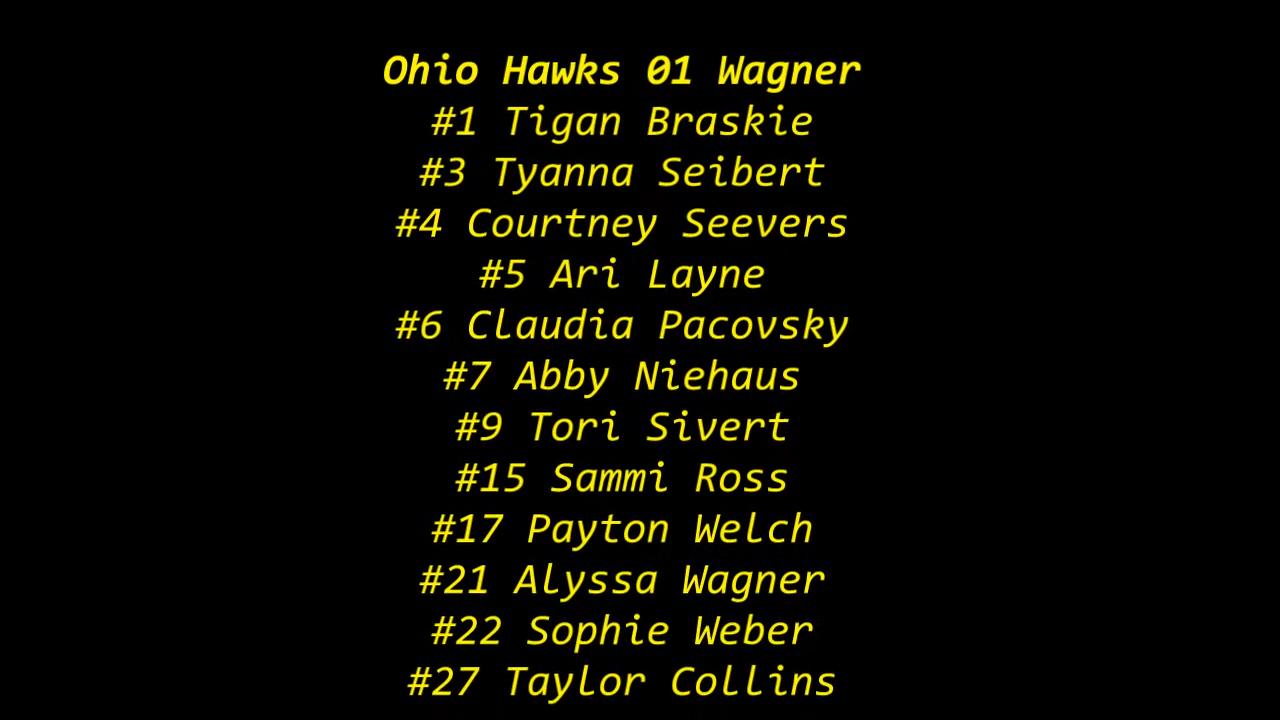 Ohio Hawks 01 Wagner
#1 Tigan Braskie
#3 Tyanna Seibert
#4 Courtney Seevers
#5 Ari Layne
#6 Claudia Pacovsky
#7 Abby Niehaus
#9 Tori Sivert
#15 Sammi Ross
#17 Payton Welch
#21 Alyssa Wagner
#22 Sophie Weber
#27 Taylor Collins